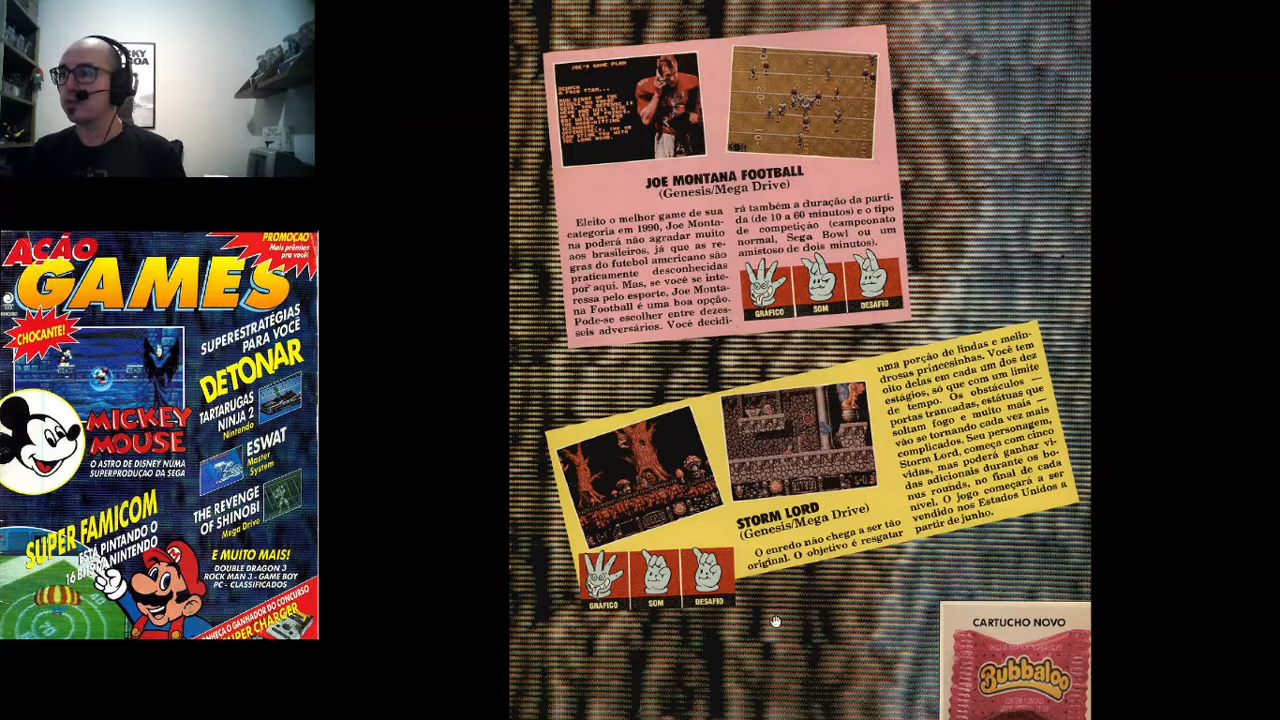 AÇÃO
GAMES
PROMOÇÃO
Mais prêmios
pra você!
CHOCANTE!
SUPERESTRATÉGIAS
PARA VOCÊ
DETONAR
TARTARUGAS
NINJA 2
Nintendo
MICKEY
MOUSE
O ASTRO DE DISNEY NUMA
SUPERPRODUÇÃO DA SEGA
ESWAT
Master
System
THE REVENGE
OF SHINOBI
Mega Drive
SUPER FAMICOM
ESTÁ PINTANDO O
16 BITS DA NINTENDO
E MUITO MAIS!
DOUBLE DRAGON 3
ROCK MAN 3 - GAME BOY
PC - CLASSIFICADOS
GANHADOR DO CONCURSO
SUPER CHARGER
JOE'S GAME PLAN
JOE MONTANA FOOTBALL
(Genesis/Mega Drive)
Eleito o melhor game de sua
categoria em 1990, Joe Monta-
na poderá não agradar muito
aos brasileiros, já que as re-
gras do futebol americano são
praticamente desconhecidas
por aqui. Mas, se você se inte-
ressa pelo esporte, Joe Monta-
na Football é uma boa opção.
Pode-se escolher entre dezes-
seis adversários. Você decidi-
rá também a duração da parti-
da (de 10 a 60 minutos) e o tipo
de competição (campeonato
normal, Sega Bowl ou um
amistoso de dois minutos).
GRÁFICO SOM DESAFIO
STORM LORD
(Genesis/Mega Drive)
O enredo não chega a ser tão
original. O objetivo é resgatar
uma porção de lindas e melin-
drosas princesinhas. Você tem
oito delas em cada um dos dez
estágios, só que com um limite
de tempo. Os obstáculos —
portas trancadas, estátuas que
soltam fogo e muito mais —
vão se tornando cada vez mais
complicados. Seu personagem,
Storm Lord, começa com cinco
vidas, mas poderá ganhar vi-
das adicionais durante os bo-
nus rounds, no final de cada
nível. O jogo começará a ser
vendido nos Estados Unidos a
partir de junho.
GRÁFICO SOM DESAFIO
CARTUCHO NOVO
Bubbaloo